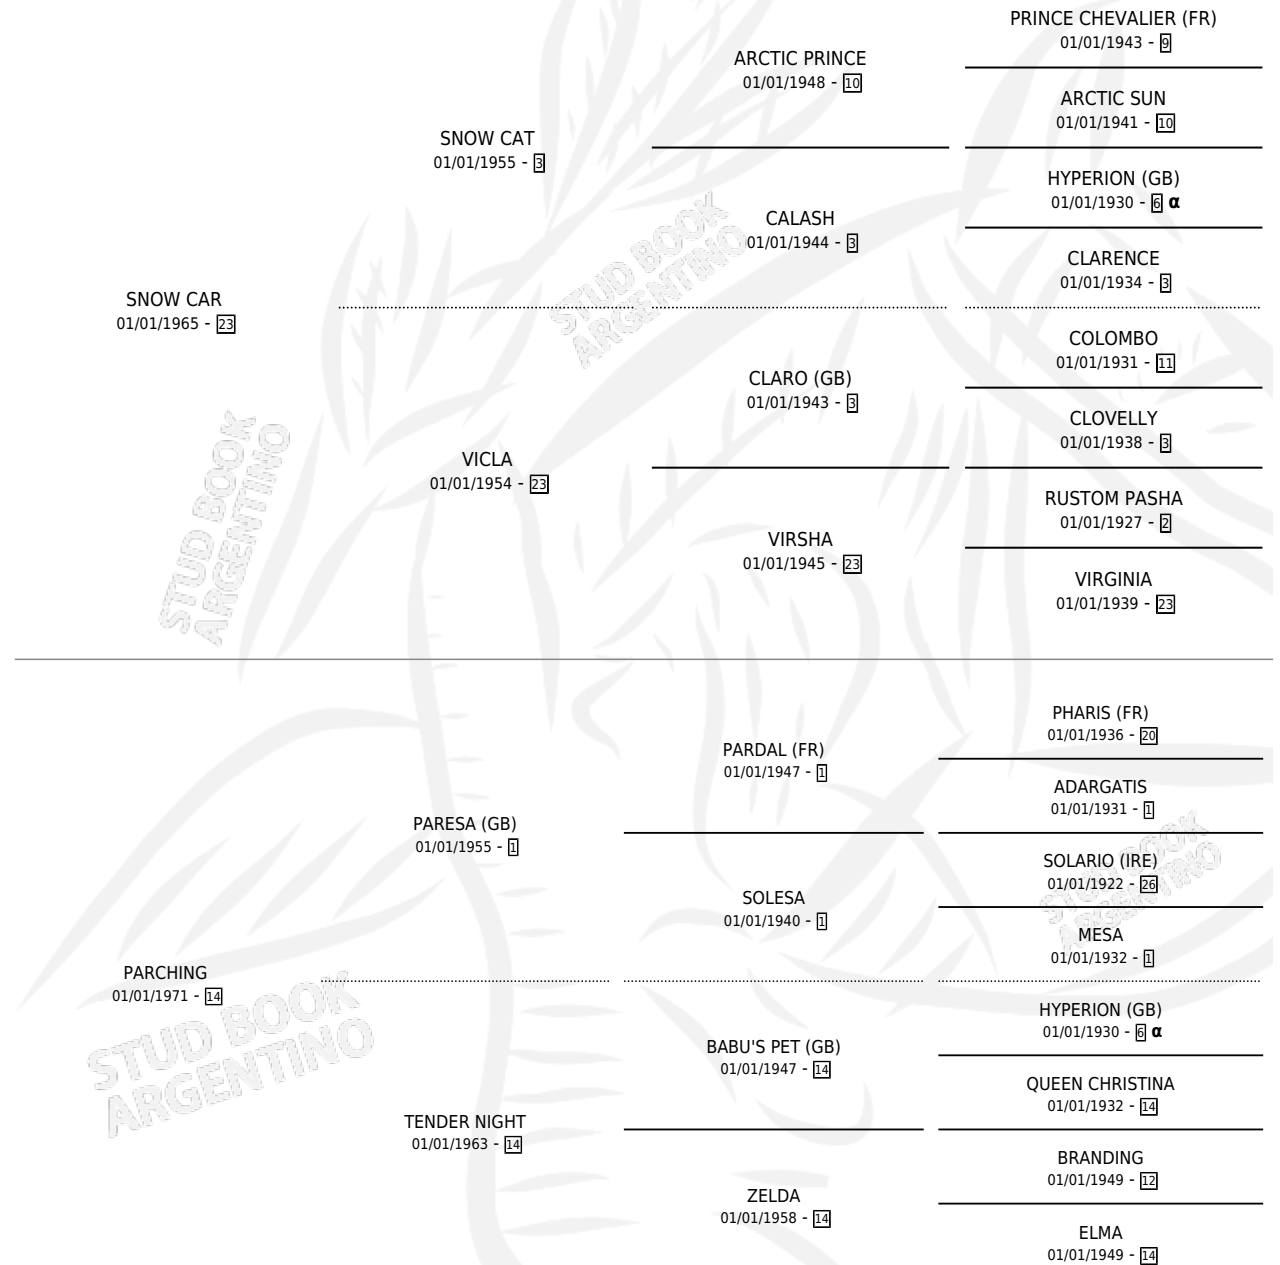 PRINCE CHEVALIER (FR)
01/01/1943 - 9
ARCTIC PRINCE
01/01/1948 - 10
ARCTIC SUN
01/01/1941 - 10
SNOW CAT
01/01/1955 - 3
HYPERION (GB)
01/01/1930 - 6 α
CALASH
01/01/1944 - 3
CLARENCE
01/01/1934 - 3
SNOW CAR
01/01/1965 - 23
COLOMBO
01/01/1931 - 11
CLARO (GB)
01/01/1943 - 3
CLOVELLY
01/01/1938 - 3
VICLA
01/01/1954 - 23
RUSTOM PASHA
01/01/1927 - 2
VIRSHA
01/01/1945 - 23
VIRGINIA
01/01/1939 - 23
PHARIS (FR)
01/01/1936 - 20
PARDAL (FR)
01/01/1947 - 1
ADARGATIS
01/01/1931 - 1
PARESA (GB)
01/01/1955 - 1
SOLARIO (IRE)
01/01/1922 - 26
SOLESA
01/01/1940 - 1
MESA
01/01/1932 - 1
PARCHING
01/01/1971 - 14
HYPERION (GB)
01/01/1930 - 6 α
BABU'S PET (GB)
01/01/1947 - 14
QUEEN CHRISTINA
01/01/1932 - 14
TENDER NIGHT
01/01/1963 - 14
BRANDING
01/01/1949 - 12
ZELDA
01/01/1958 - 14
ELMA
01/01/1949 - 14
STUD BOOK
ARGENTINO
STUD BOOK
ARGENTINO
STUD BOOK
ARGENTINO
STUD BOOK
ARGENTINO